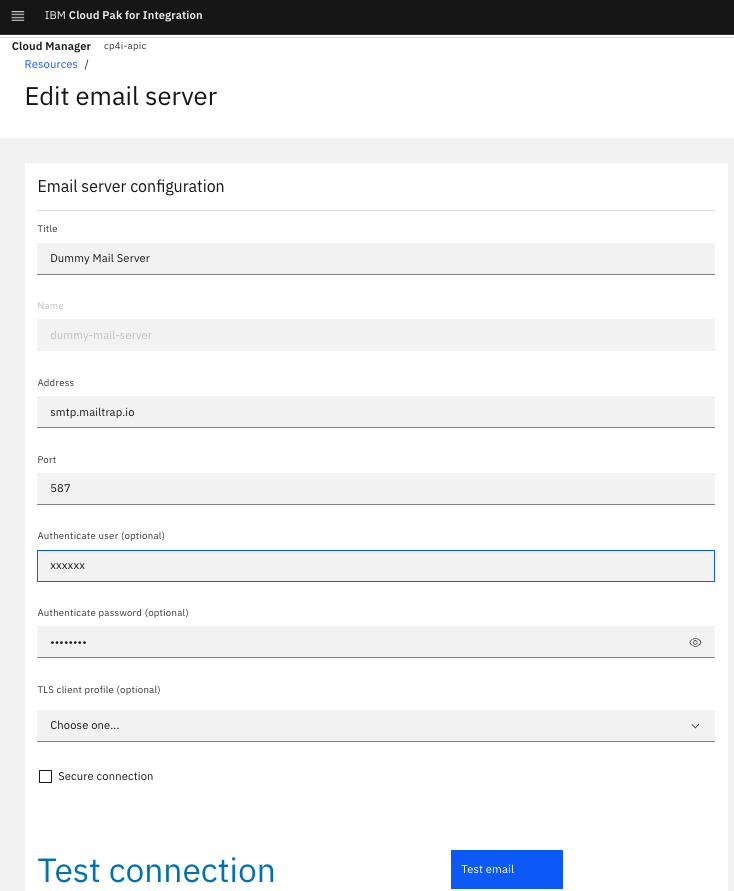 IBM Cloud Pak for Integration
Cloud Manager cp4i-apic
Resources /
Edit email server
Email server configuration
Title
Dummy Mail Server
Name
dummy-mail-server
Address
smtp.mailtrap.io
Port
587
Authenticate user (optional)
xxxxxx
Authenticate password (optional)
••••••••
TLS client profile (optional)
Choose one...
Secure connection
Test connection
Test email